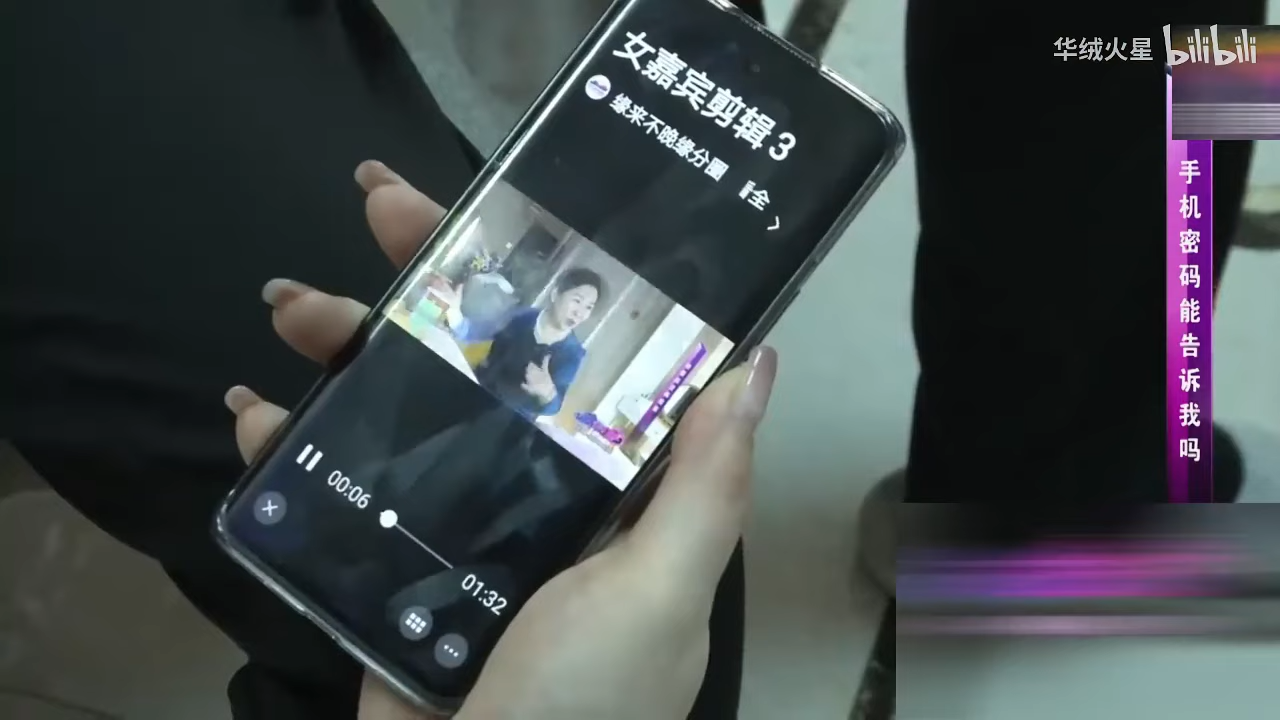 华绒火星 bilibili
女嘉宾剪辑3
缘来不晚缘分圈
全
00:06
01:32
手机密码能告诉我吗